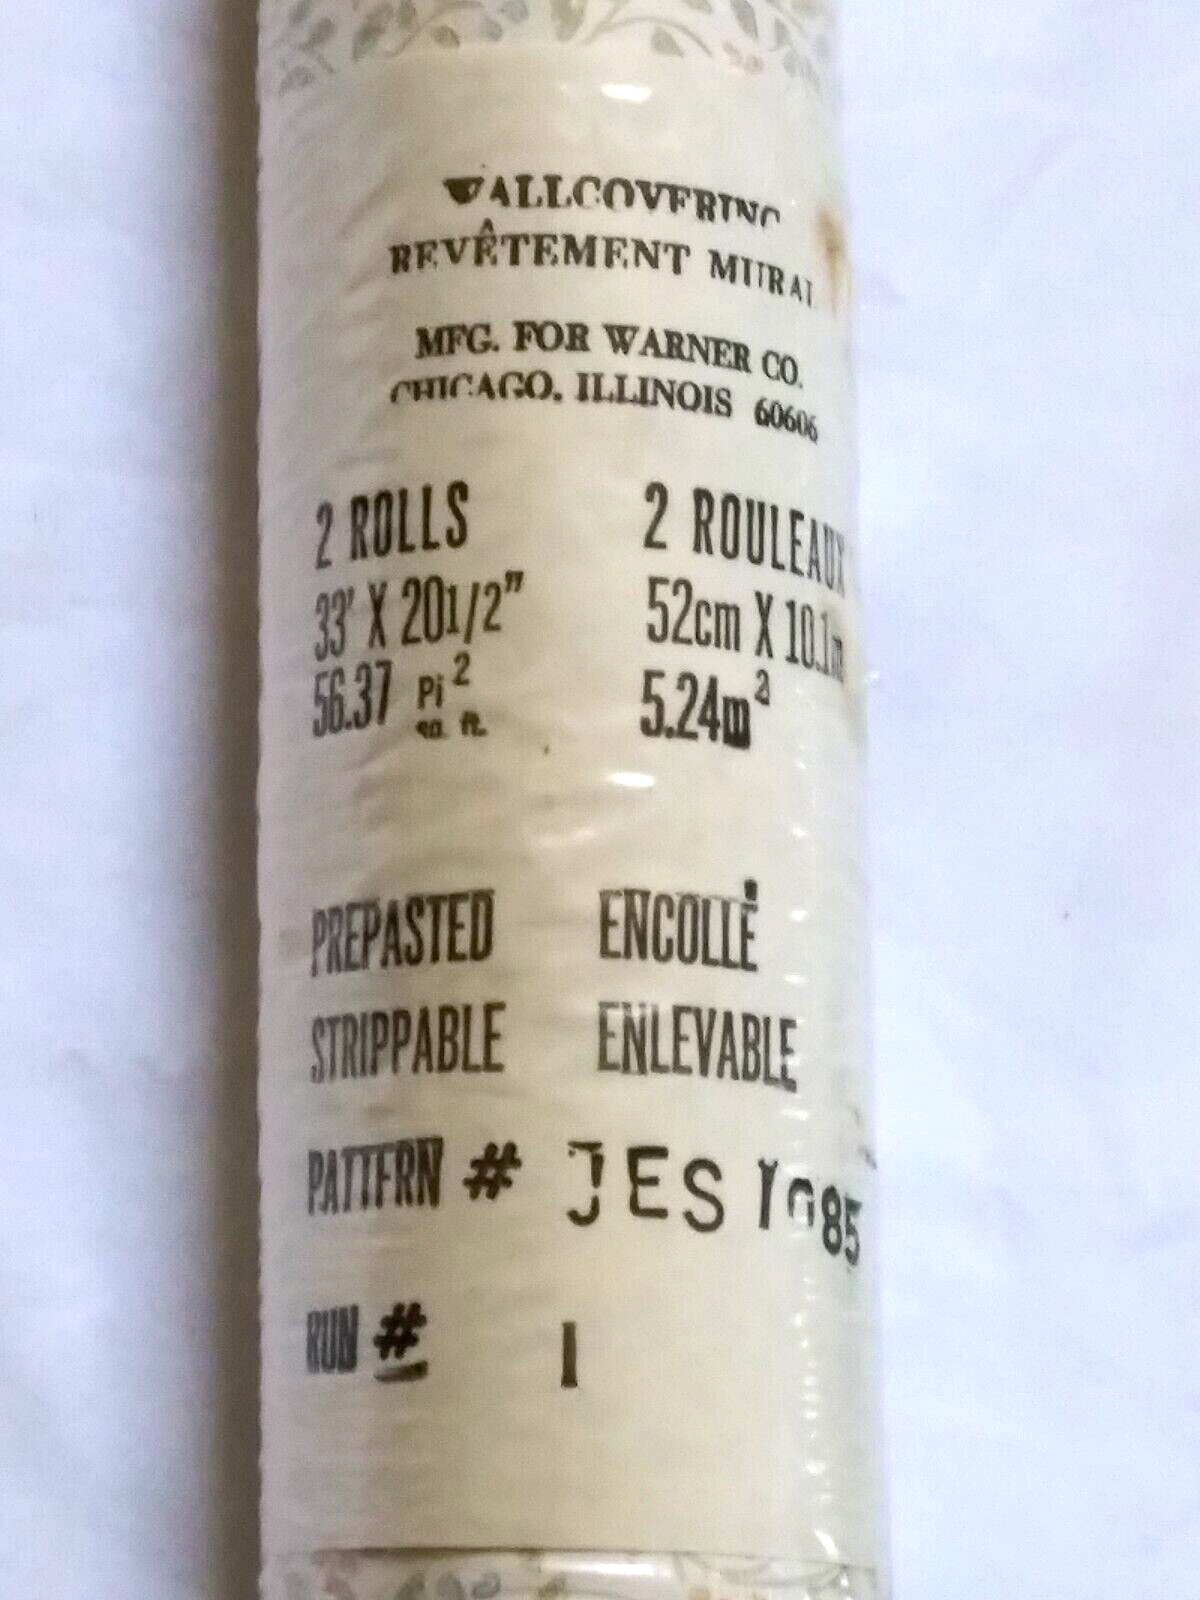 WALLCOVERING
REVÊTEMENT MURAL
MFG. FOR WARNER CO.
CHICAGO, ILLINOIS 60606
2 ROLLS 2 ROULEAUX
33' X 20 1/2" 52cm X 10.1m
56.37 Pi² sq. ft. 5.24m²
PREPASTED ENCOLLÉ
STRIPPABLE ENLEVABLE
PATTERN # JES 1085
RUN # 1